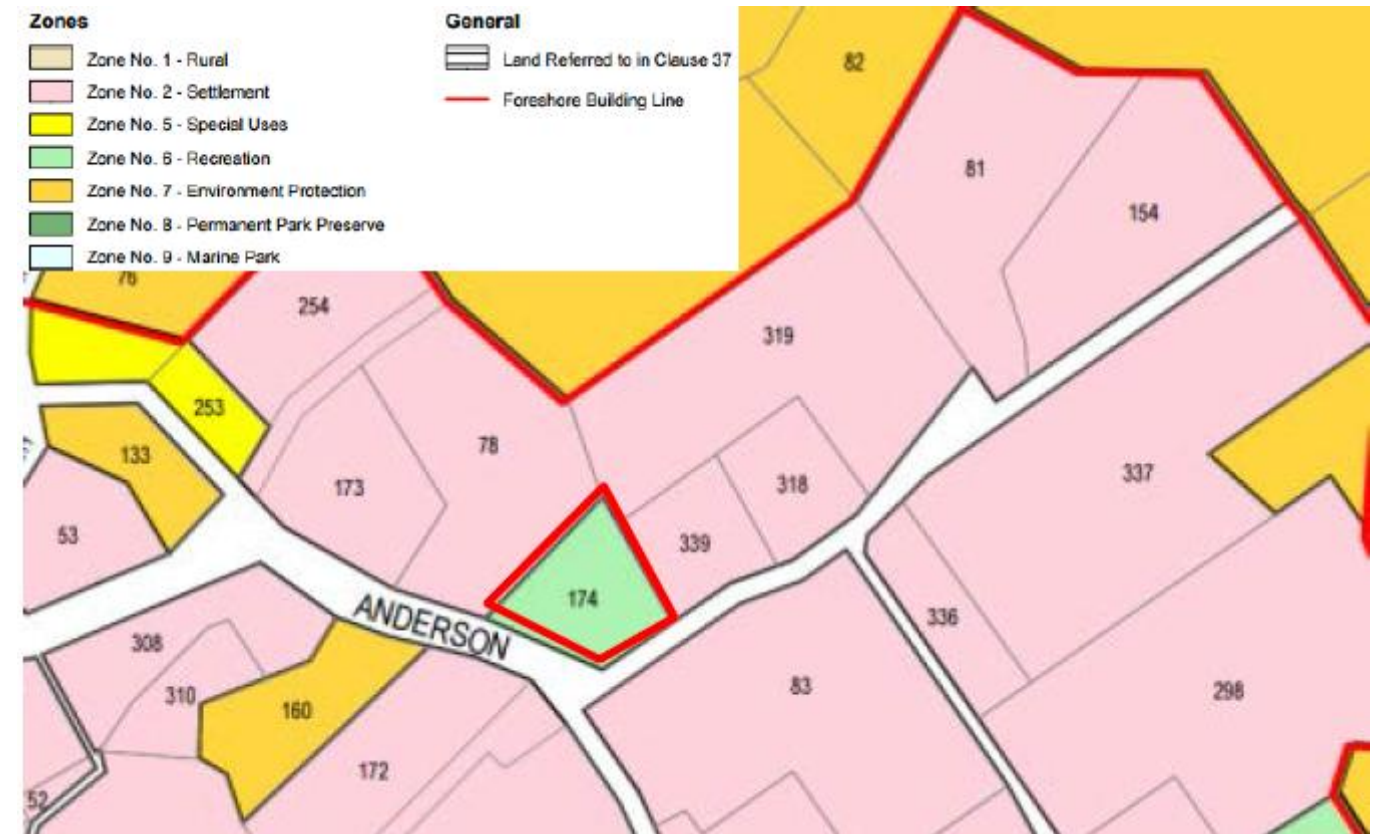 Zones
Zone No. 1 - Rural
Zone No. 2 - Settlement
Zone No. 5 - Special Uses
Zone No. 6 - Recreation
Zone No. 7 - Environment Protection
Zone No. 8 - Permanent Park Preserve
Zone No. 9 - Marine Park
General
Land Referred to in Clause 37
Foreshore Building Line
82
81
154
76
254
319
253
78
133
173
318
337
53
339
174
336
ANDERSON
308
310
160
83
298
172
52